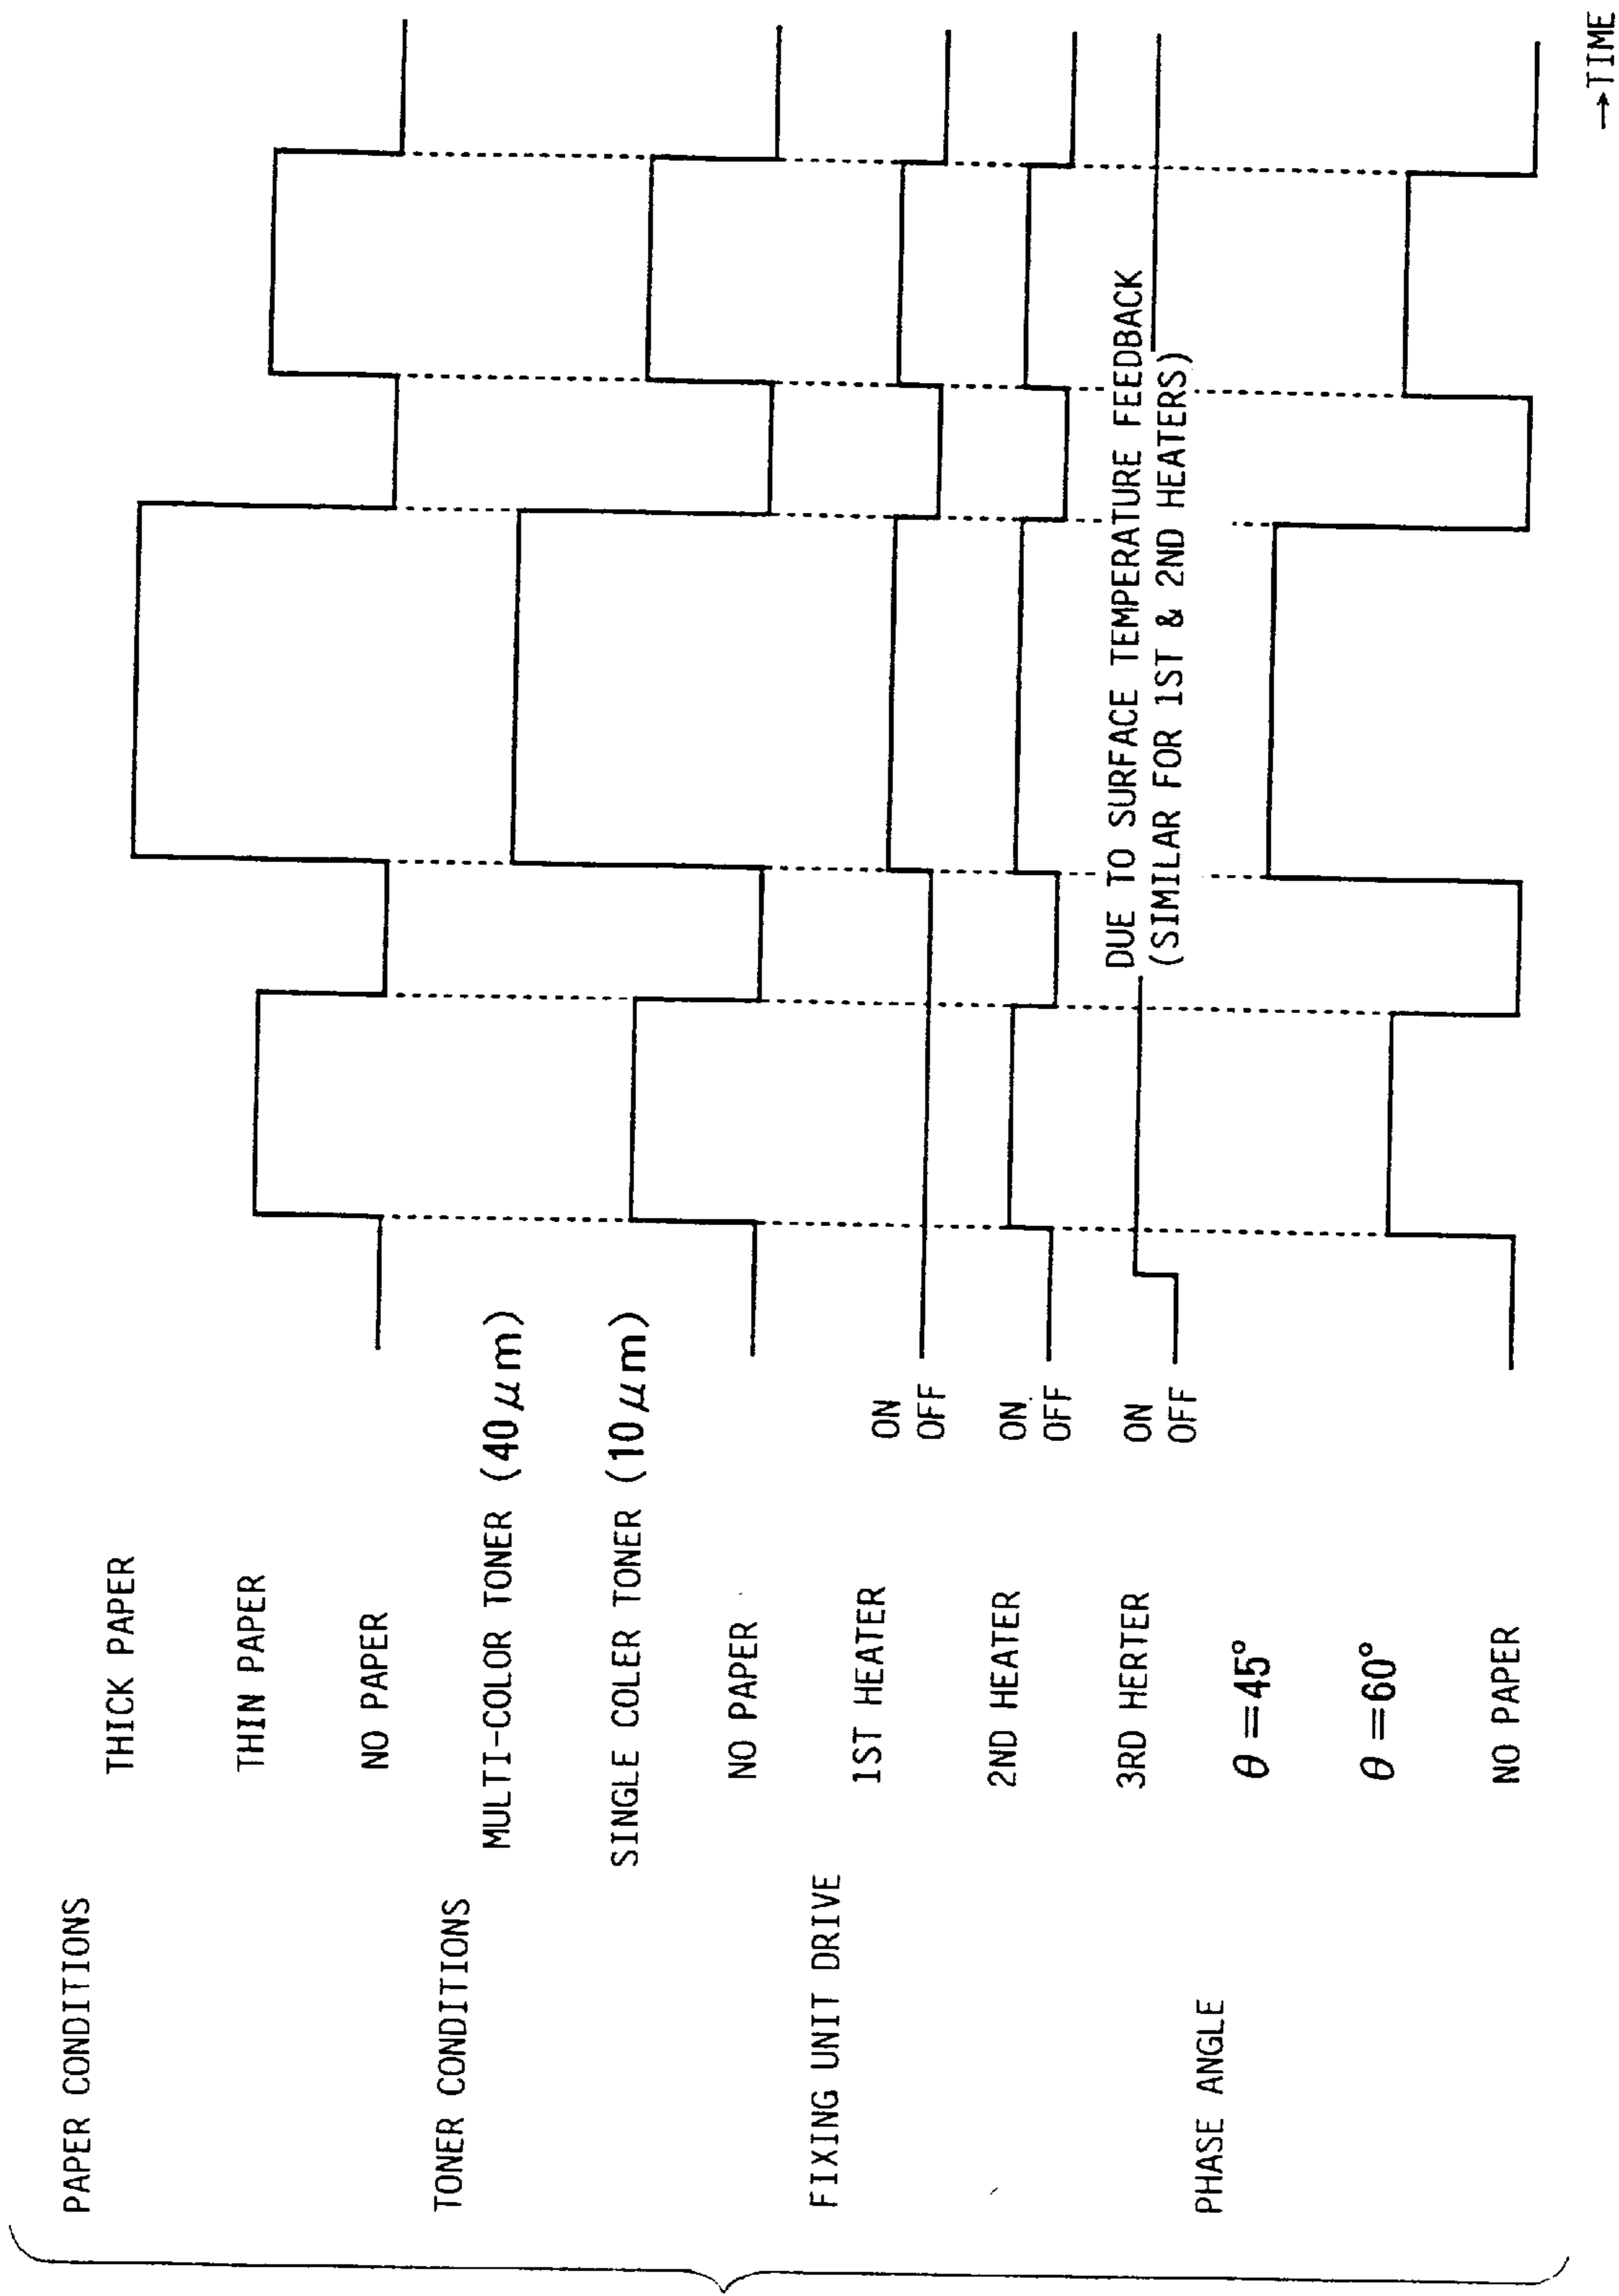 PAPER CONDITIONS
THICK PAPER
THIN PAPER
NO PAPER
TONER CONDITIONS
MULTI-COLOR TONER (40μm)
SINGLE COLER TONER (10μm)
NO PAPER
FIXING UNIT DRIVE
1ST HEATER
ON
OFF
2ND HEATER
ON
OFF
3RD HERTER
ON
OFF
DUE TO SURFACE TEMPERATURE FEEDBACK
(SIMILAR FOR 1ST & 2ND HEATERS)
PHASE ANGLE
θ=45°
θ=60°
NO PAPER
→TIME